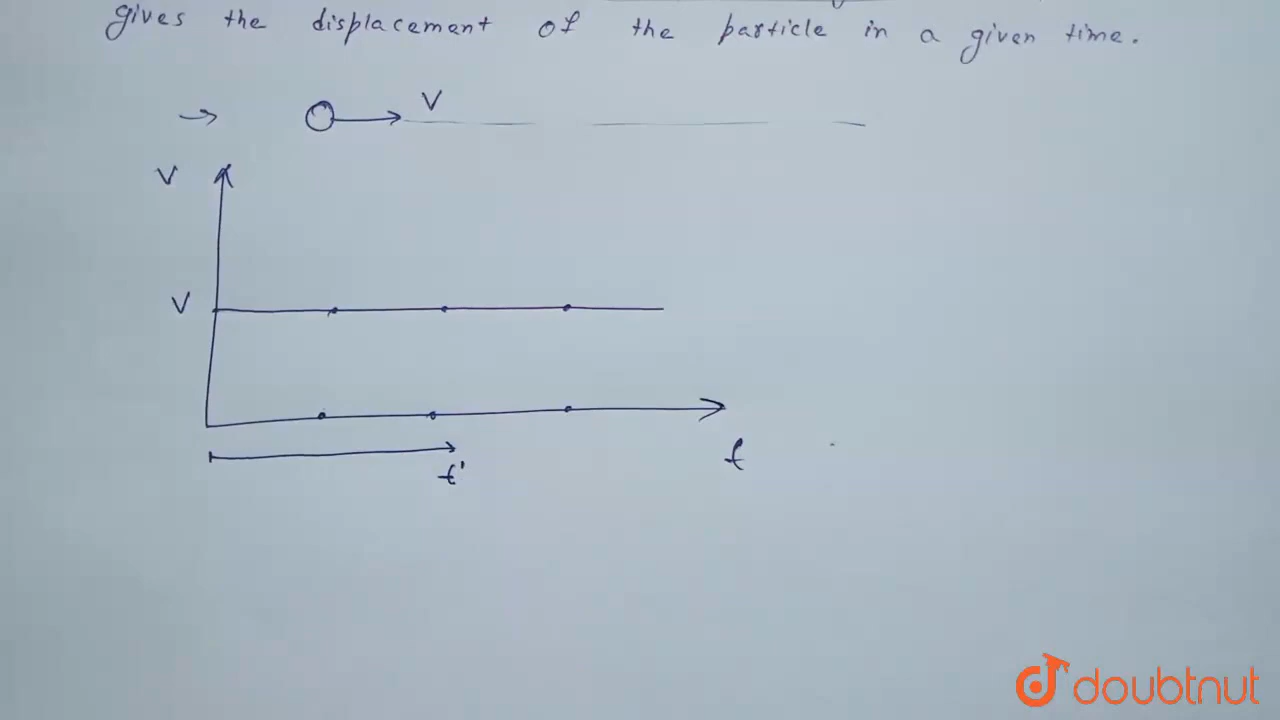 gives the displacement of the particle in a given time.
V
V
V
t
t'
doubtnut